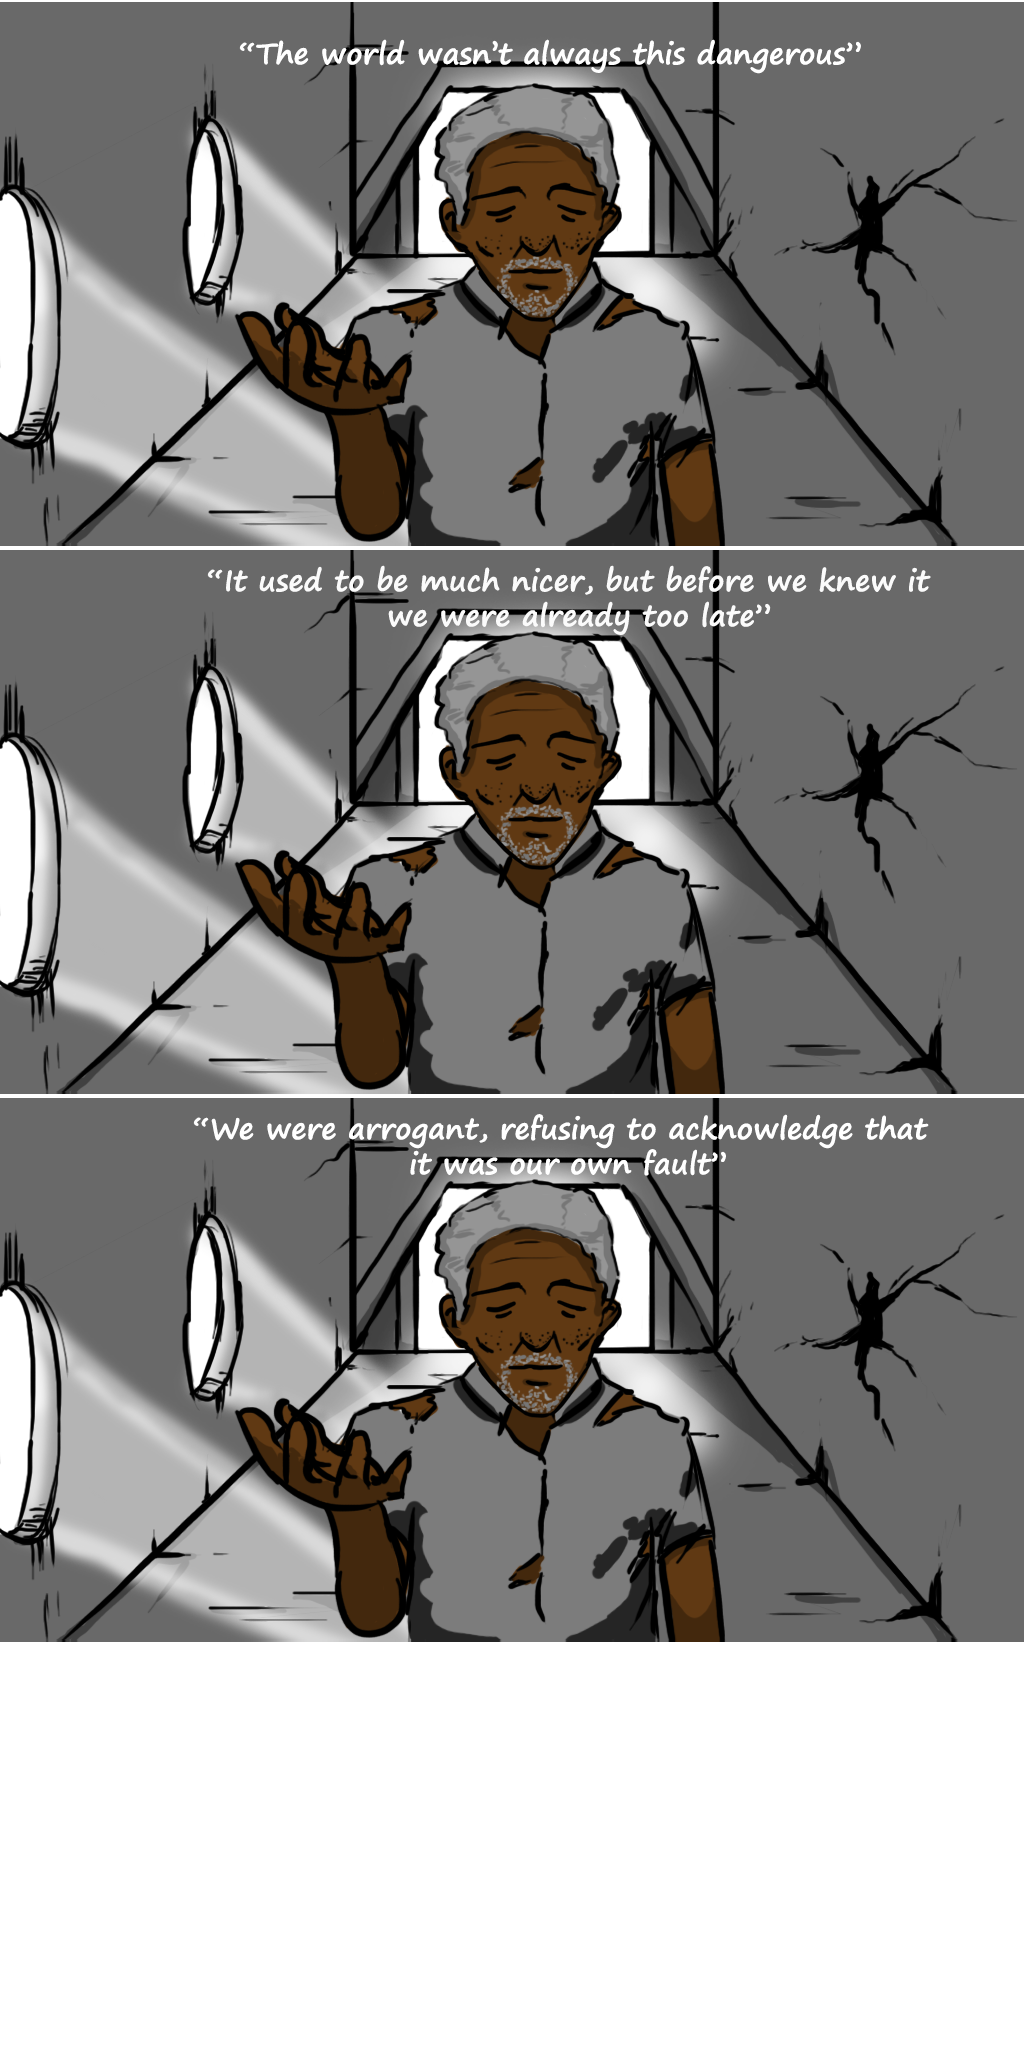 “The world wasn’t always this dangerous”
“It used to be much nicer, but before we knew it
we were already too late”
“We were arrogant, refusing to acknowledge that
it was our own fault”